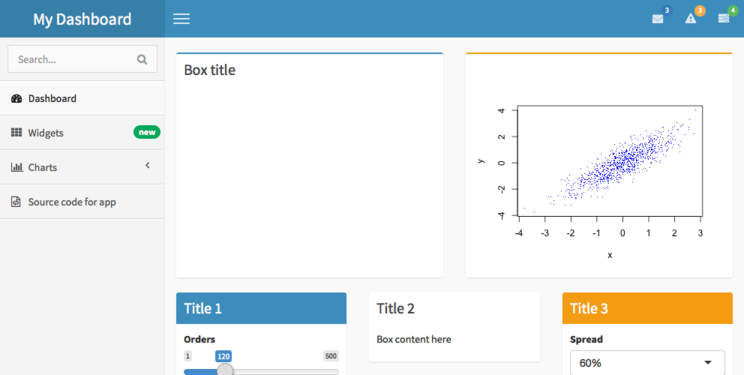 My Dashboard
3
3
4
Search...
Dashboard
Widgets
new
Charts
Source code for app
Box title
4
2
0
-2
-4
y
-4 -3 -2 -1 0 1 2 3
x
Title 1
Orders
1 120 500
Title 2
Box content here
Title 3
Spread
60%